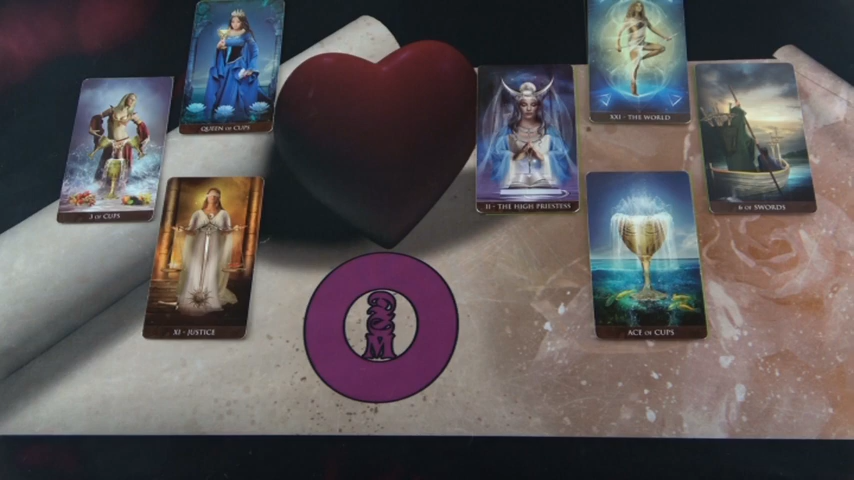 QUEEN OF CUPS
XXI · THE WORLD
3 OF CUPS
II · THE HIGH PRIESTESS
6 OF SWORDS
XI · JUSTICE
ACE OF CUPS